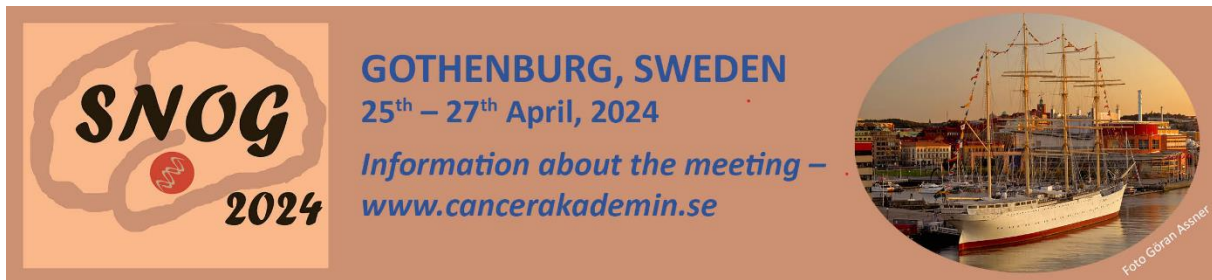 SNOG
2024
GOTHENBURG, SWEDEN
25th – 27th April, 2024
Information about the meeting –
www.cancerakademin.se
Foto Göran Assner